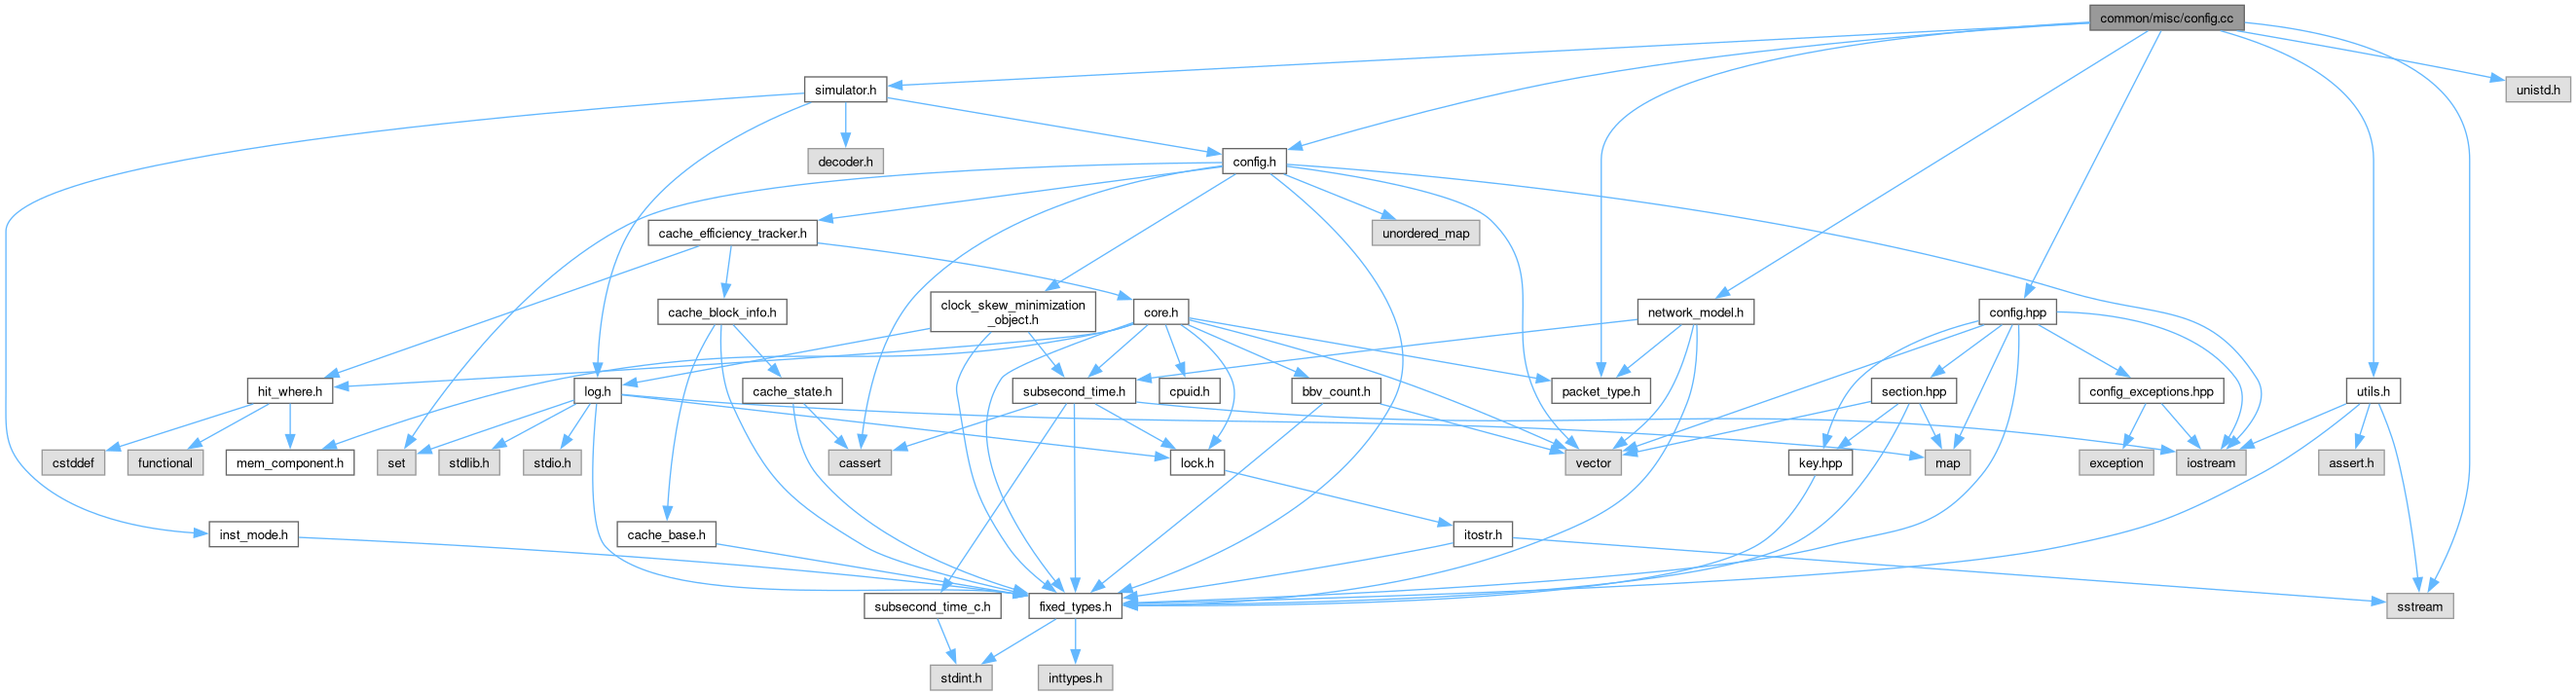 common/misc/config.cc
simulator.h
unistd.h
decoder.h
config.h
cache_efficiency_tracker.h
unordered_map
cache_block_info.h
clock_skew_minimization
_object.h
core.h
network_model.h
config.hpp
hit_where.h
log.h
cache_state.h
subsecond_time.h
cpuid.h
bbv_count.h
packet_type.h
section.hpp
config_exceptions.hpp
utils.h
cstddef
functional
mem_component.h
set
stdlib.h
stdio.h
cassert
lock.h
vector
key.hpp
map
exception
iostream
assert.h
inst_mode.h
cache_base.h
itostr.h
subsecond_time_c.h
fixed_types.h
sstream
stdint.h
inttypes.h